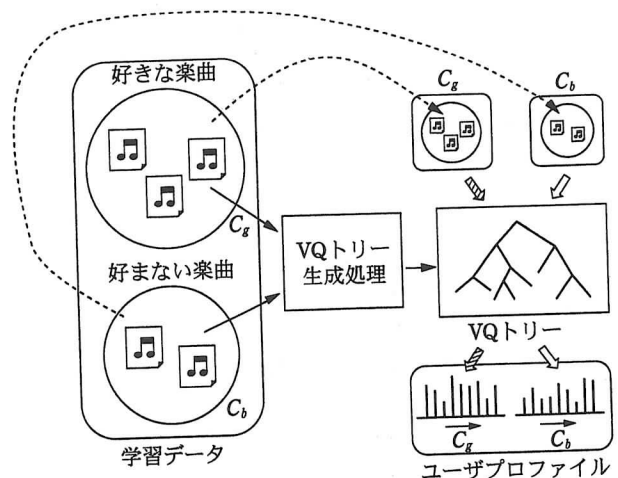 好きな楽曲
C_g
好まない楽曲
C_b
学習データ
VQトリー
生成処理
C_g
C_b
VQトリー
C_g
C_b
ユーザプロファイル